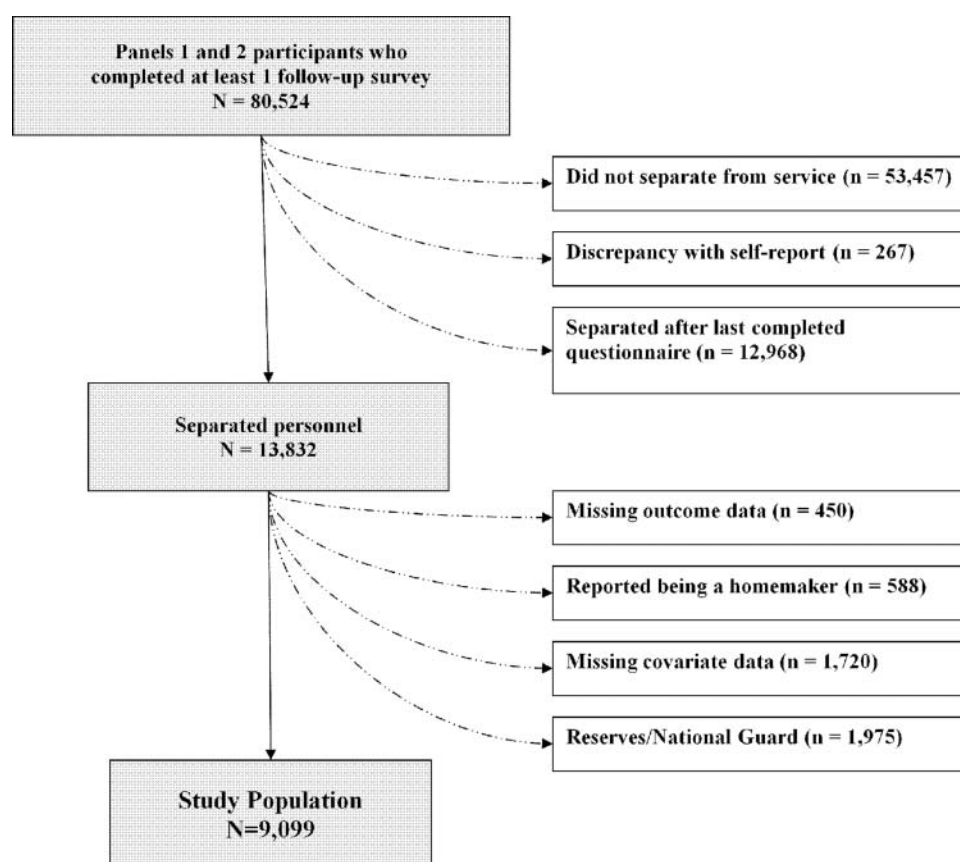 Panels 1 and 2 participants who
completed at least 1 follow-up survey
N = 80,524
Did not separate from service (n = 53,457)
Discrepancy with self-report (n = 267)
Separated after last completed
questionnaire (n = 12,968)
Separated personnel
N = 13,832
Missing outcome data (n = 450)
Reported being a homemaker (n = 588)
Missing covariate data (n = 1,720)
Reserves/National Guard (n = 1,975)
Study Population
N=9,099